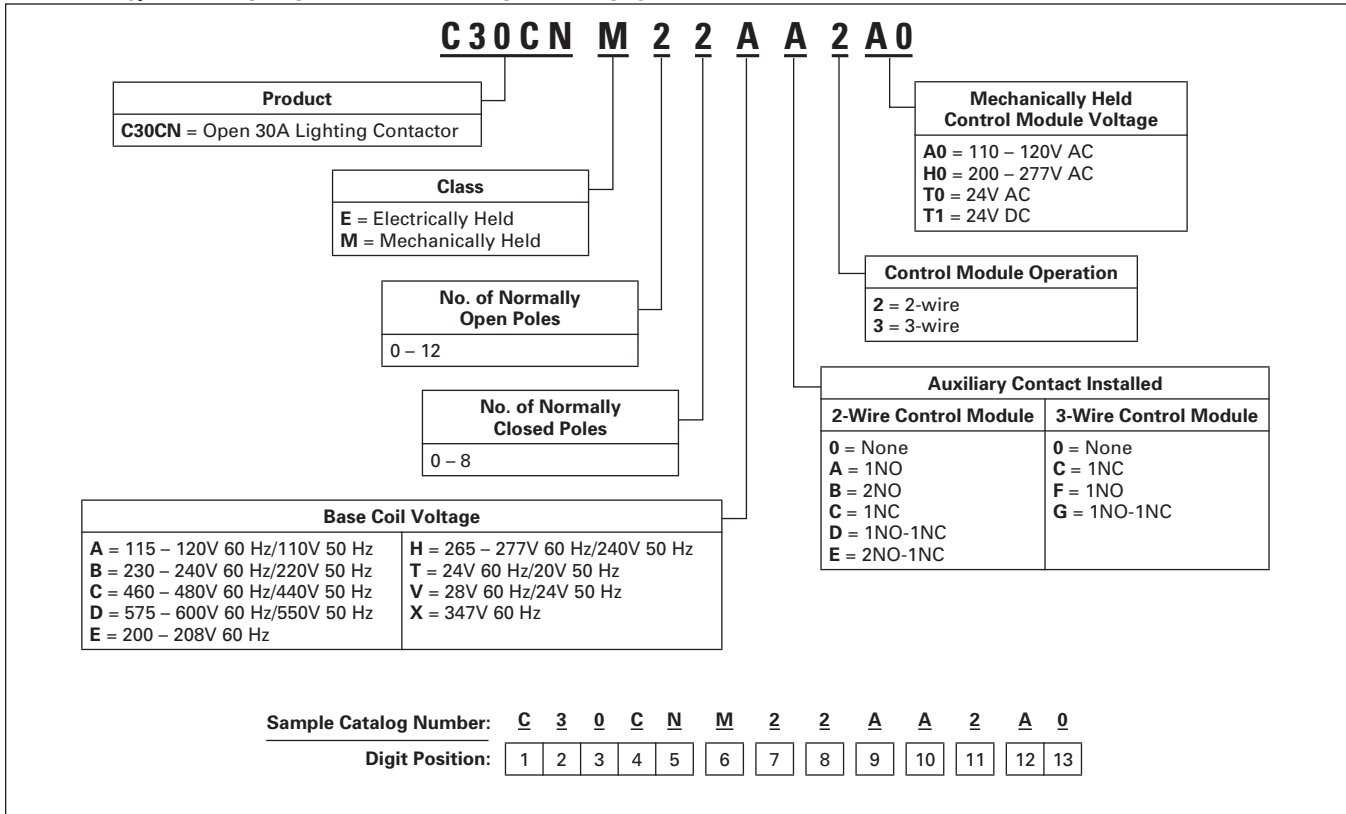 C30CN M 2 2 A A 2 A0
Product
C30CN = Open 30A Lighting Contactor
Class
E = Electrically Held
M = Mechanically Held
No. of Normally
Open Poles
0 – 12
No. of Normally
Closed Poles
0 – 8
Base Coil Voltage
A = 115 – 120V 60 Hz/110V 50 Hz
B = 230 – 240V 60 Hz/220V 50 Hz
C = 460 – 480V 60 Hz/440V 50 Hz
D = 575 – 600V 60 Hz/550V 50 Hz
E = 200 – 208V 60 Hz
H = 265 – 277V 60 Hz/240V 50 Hz
T = 24V 60 Hz/20V 50 Hz
V = 28V 60 Hz/24V 50 Hz
X = 347V 60 Hz
Mechanically Held
Control Module Voltage
A0 = 110 – 120V AC
H0 = 200 – 277V AC
T0 = 24V AC
T1 = 24V DC
Control Module Operation
2 = 2-wire
3 = 3-wire
Auxiliary Contact Installed
2-Wire Control Module
0 = None
A = 1NO
B = 2NO
C = 1NC
D = 1NO-1NC
E = 2NO-1NC
3-Wire Control Module
0 = None
C = 1NC
F = 1NO
G = 1NO-1NC
Sample Catalog Number: C 3 0 C N M 2 2 A A 2 A 0
Digit Position: 1 2 3 4 5 6 7 8 9 10 11 12 13